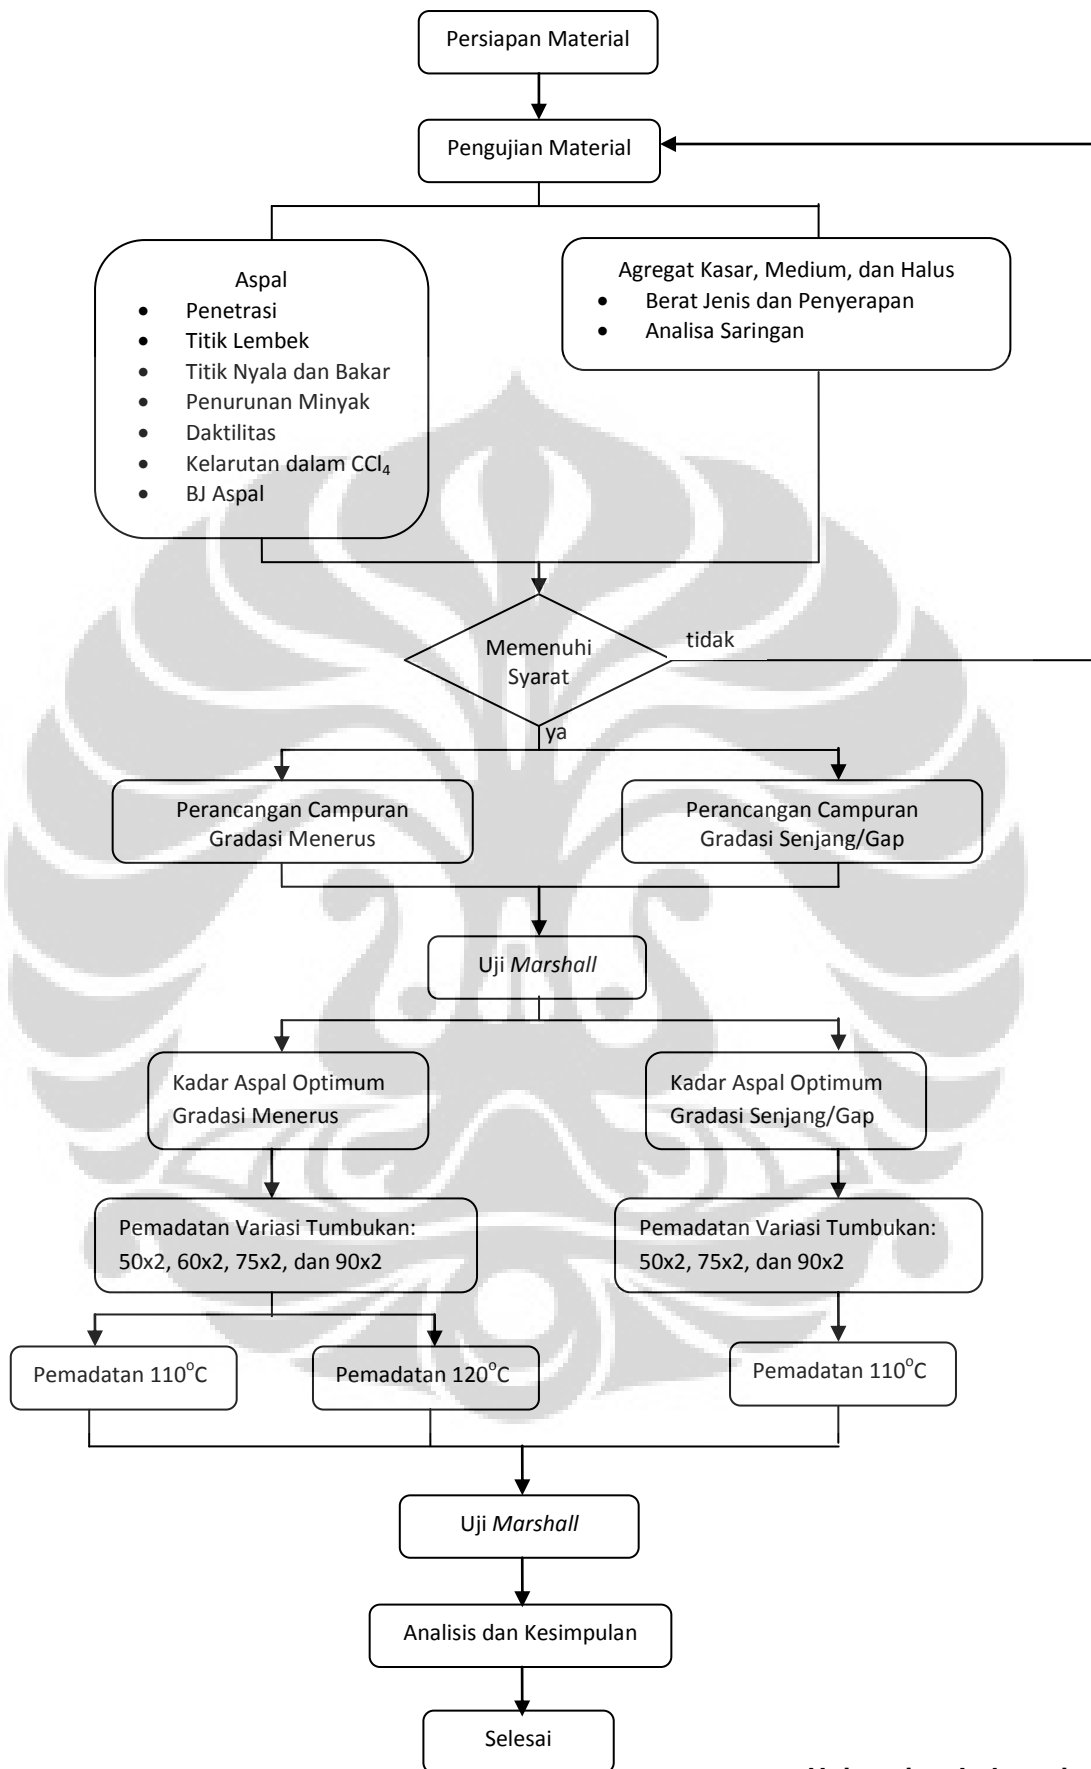 Persiapan Material
Pengujian Material
Aspal
• Penetrasi
• Titik Lembek
• Titik Nyala dan Bakar
• Penurunan Minyak
• Daktilitas
• Kelarutan dalam CCl₄
• BJ Aspal
Agregat Kasar, Medium, dan Halus
• Berat Jenis dan Penyerapan
• Analisa Saringan
Memenuhi
Syarat
tidak
ya
Perancangan Campuran
Gradasi Menerus
Perancangan Campuran
Gradasi Senjang/Gap
Uji Marshall
Kadar Aspal Optimum
Gradasi Menerus
Kadar Aspal Optimum
Gradasi Senjang/Gap
Pemadatan Variasi Tumbukan:
50x2, 60x2, 75x2, dan 90x2
Pemadatan Variasi Tumbukan:
50x2, 75x2, dan 90x2
Pemadatan 110°C
Pemadatan 120°C
Pemadatan 110°C
Uji Marshall
Analisis dan Kesimpulan
Selesai